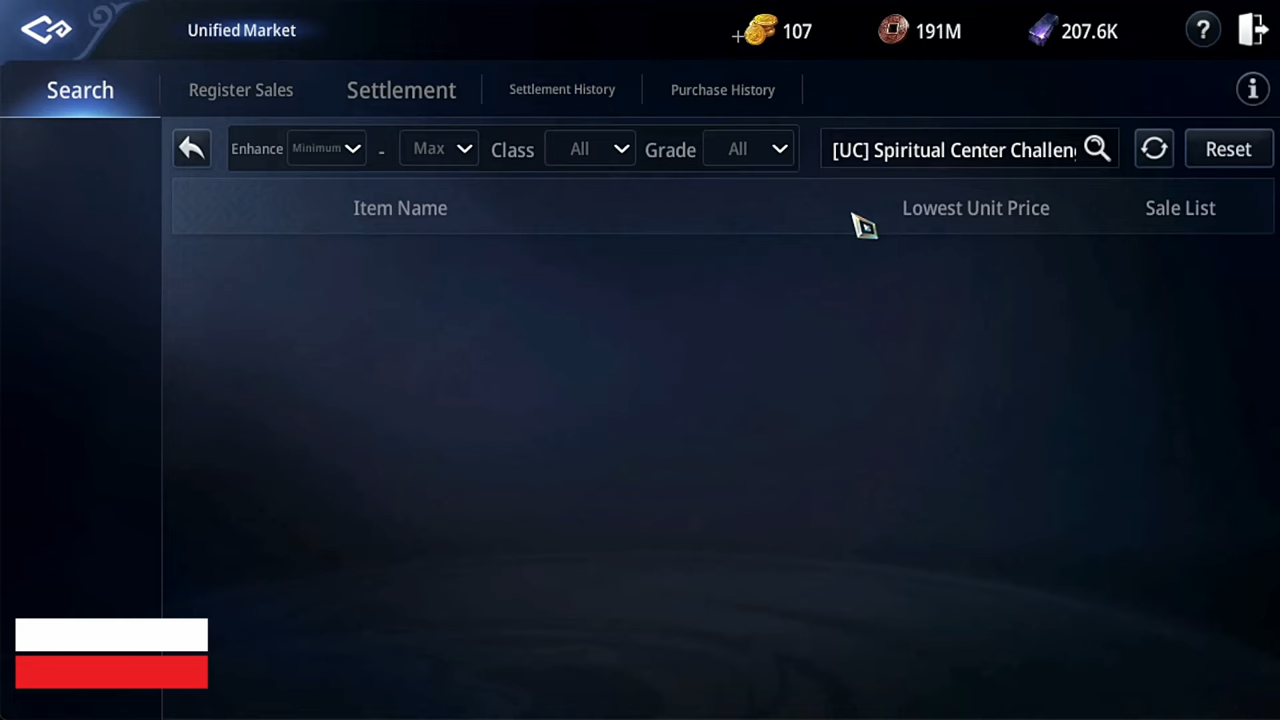 Unified Market
107
191M
207.6K
?
Search
Register Sales
Settlement
Settlement History
Purchase History
i
Enhance
Minimum
-
Max
Class
All
Grade
All
[UC] Spiritual Center Challen
Reset
Item Name
Lowest Unit Price
Sale List